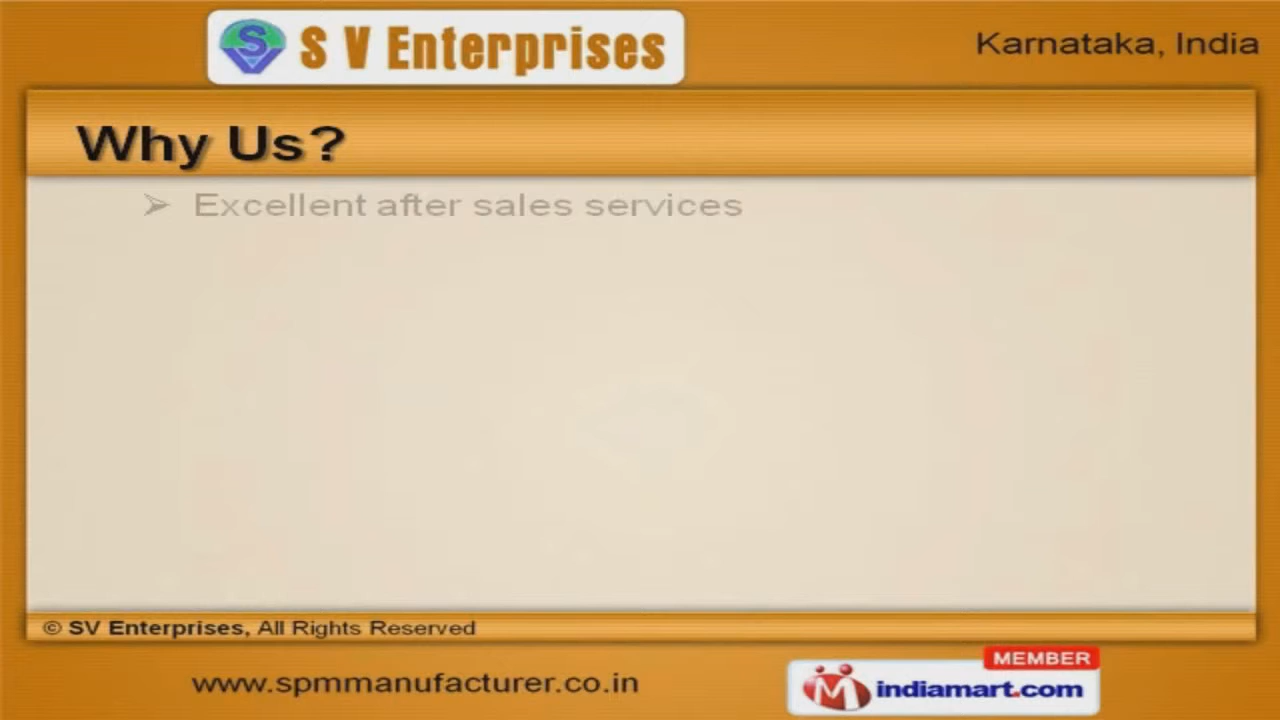 S V Enterprises
Karnataka, India
Why Us?
➢ Excellent after sales services
© SV Enterprises, All Rights Reserved
www.spmmanufacturer.co.in
MEMBER
indiamart.com